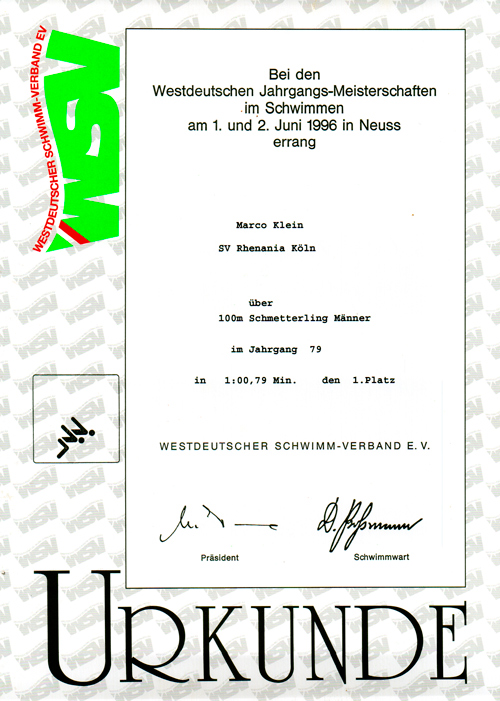 WESTDEUTSCHER SCHWIMM-VERBAND EV
WSV
Bei den
Westdeutschen Jahrgangs-Meisterschaften
im Schwimmen
am 1. und 2. Juni 1996 in Neuss
errang
Marco Klein
SV Rhenania Köln
über
100m Schmetterling Männer
im Jahrgang 79
in 1:00,79 Min. den 1.Platz
WESTDEUTSCHER SCHWIMM-VERBAND E.V.
Präsident
Schwimmwart
URKUNDE